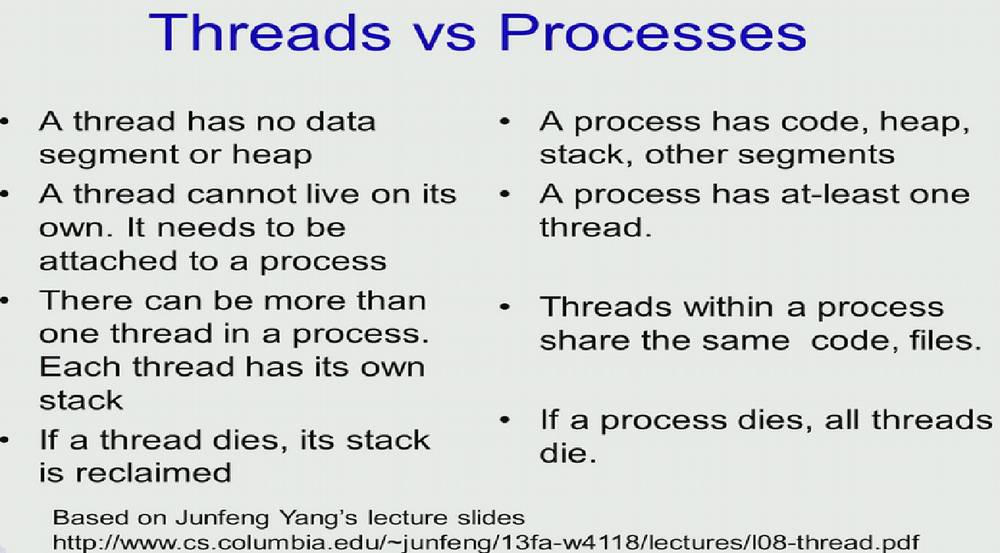 Threads vs Processes
• A thread has no data
segment or heap
• A thread cannot live on its
own. It needs to be
attached to a process
• There can be more than
one thread in a process.
Each thread has its own
stack
• If a thread dies, its stack
is reclaimed
• A process has code, heap,
stack, other segments
• A process has at-least one
thread.
• Threads within a process
share the same code, files.
• If a process dies, all threads
die.
Based on Junfeng Yang's lecture slides
http://www.cs.columbia.edu/~junfeng/13fa-w4118/lectures/l08-thread.pdf